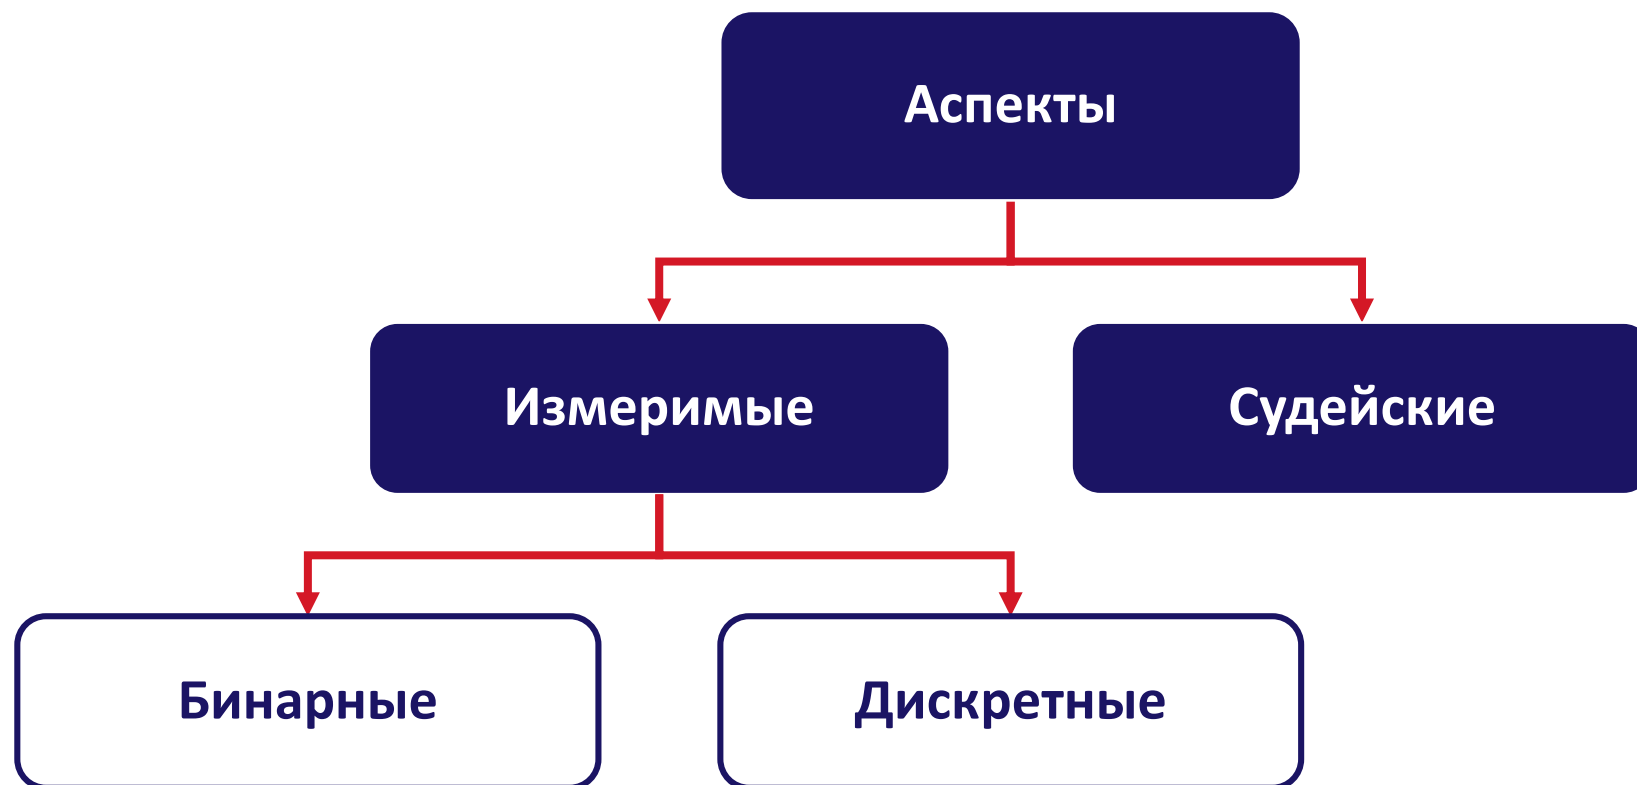 Аспекты
Измеримые
Судейские
Бинарные
Дискретные